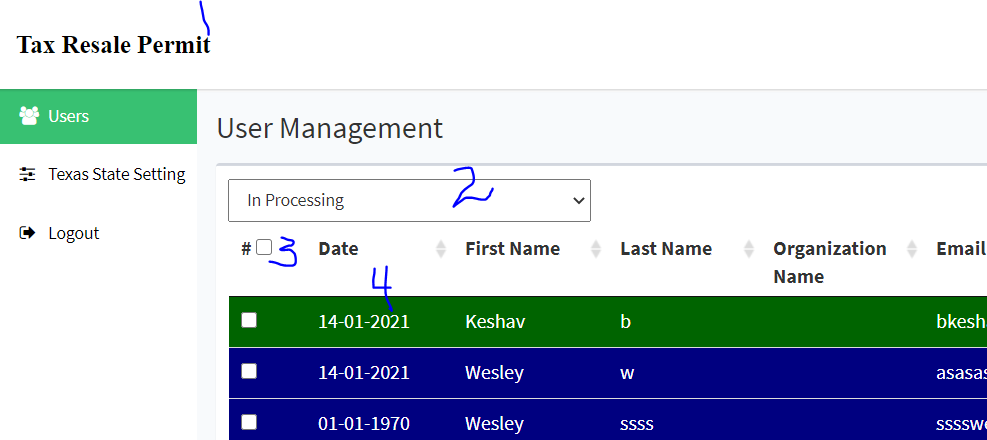 1
Tax Resale Permit
Users
User Management
Texas State Setting
2
In Processing
Logout
# 3 Date First Name Last Name Organization Name Email
4
14-01-2021 Keshav b bkesh
14-01-2021 Wesley w asasas
01-01-1970 Wesley ssss sssswe